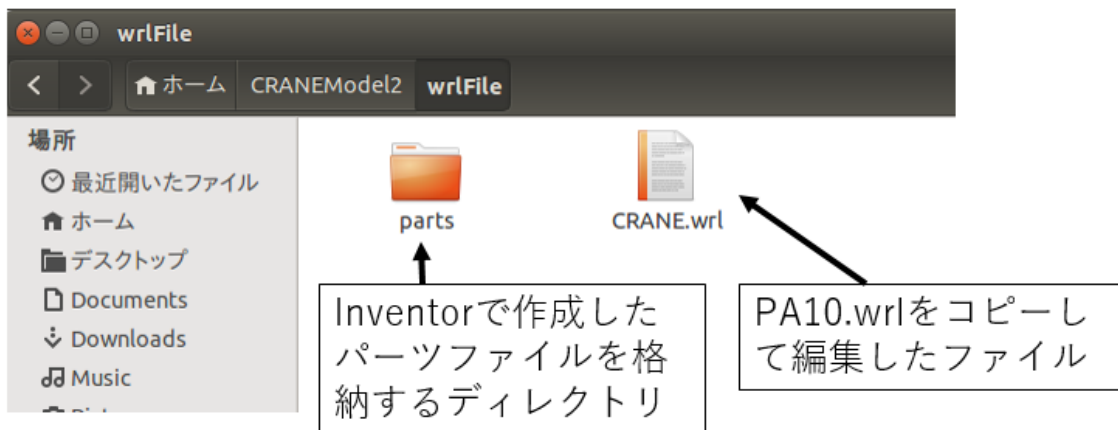 wrlFile
ホーム CRANEModel2 wrlFile
場所
最近開いたファイル
ホーム
デスクトップ
Documents
Downloads
Music
parts
CRANE.wrl
Inventorで作成した
パーツファイルを格
納するディレクトリ
PA10.wrlをコピーし
て編集したファイル